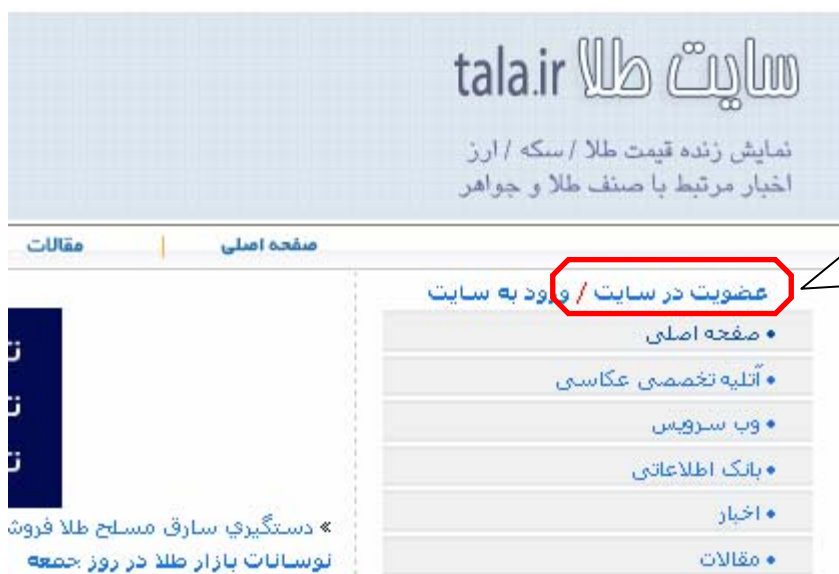 سایت طلا tala.ir
نمایش زنده قیمت طلا / سکه / ارز
اخبار مرتبط با صنف طلا و جواهر
صفحه اصلی | مقالات
عضویت در سایت / ورود به سایت
• صفحه اصلی
• آتلیه تخصصی عکاسی
• وب سرویس
• بانک اطلاعاتی
• اخبار
• مقالات
» دستگيري سارق مسلح طلا فروش
نوسانات بازار طلا در روز جمعه